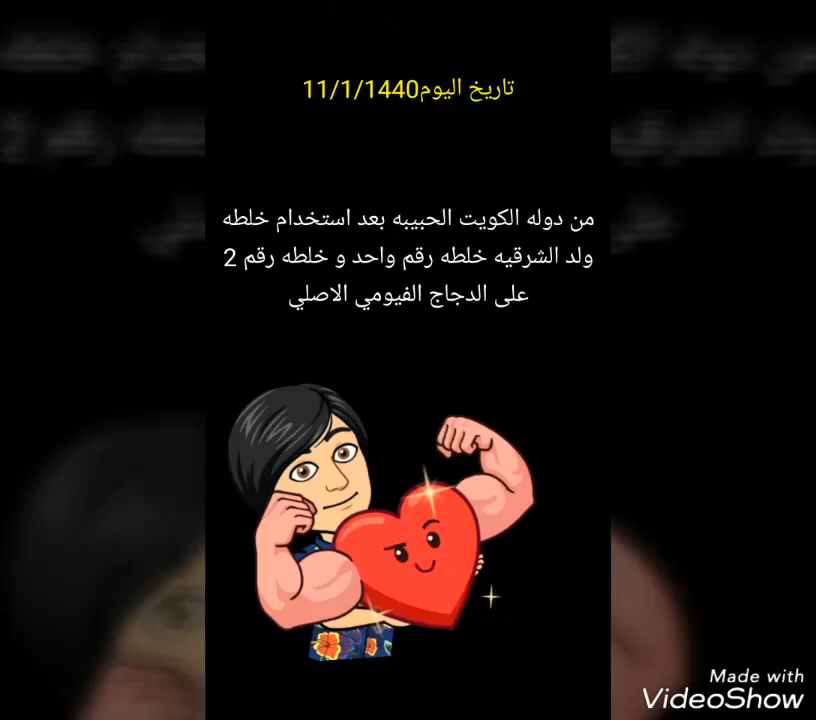 تاريخ اليوم11/1/1440
من دوله الكويت الحبيبه بعد استخدام خلطه
ولد الشرقيه خلطه رقم واحد و خلطه رقم 2
على الدجاج الفيومي الاصلي
Made with
VideoShow